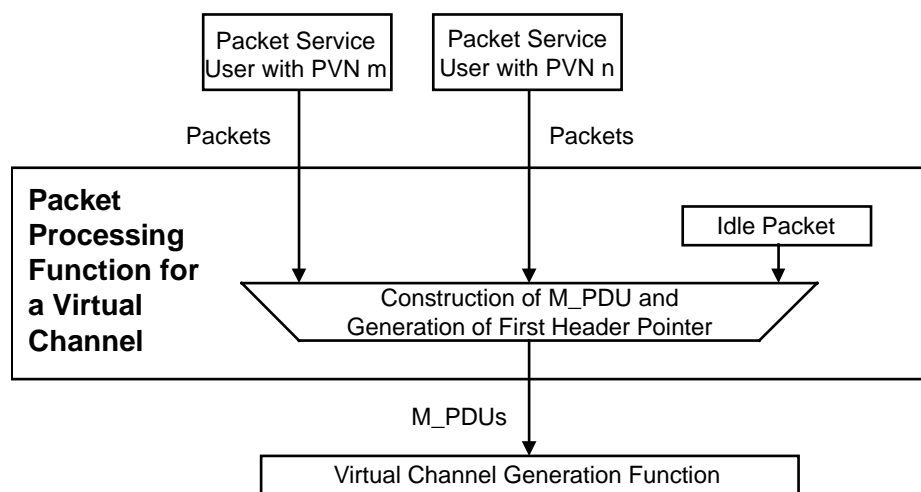 Packet Service
User with PVN m
Packet Service
User with PVN n
Packets
Packets
Packet
Processing
Function for
a Virtual
Channel
Idle Packet
Construction of M_PDU and
Generation of First Header Pointer
M_PDUs
Virtual Channel Generation Function